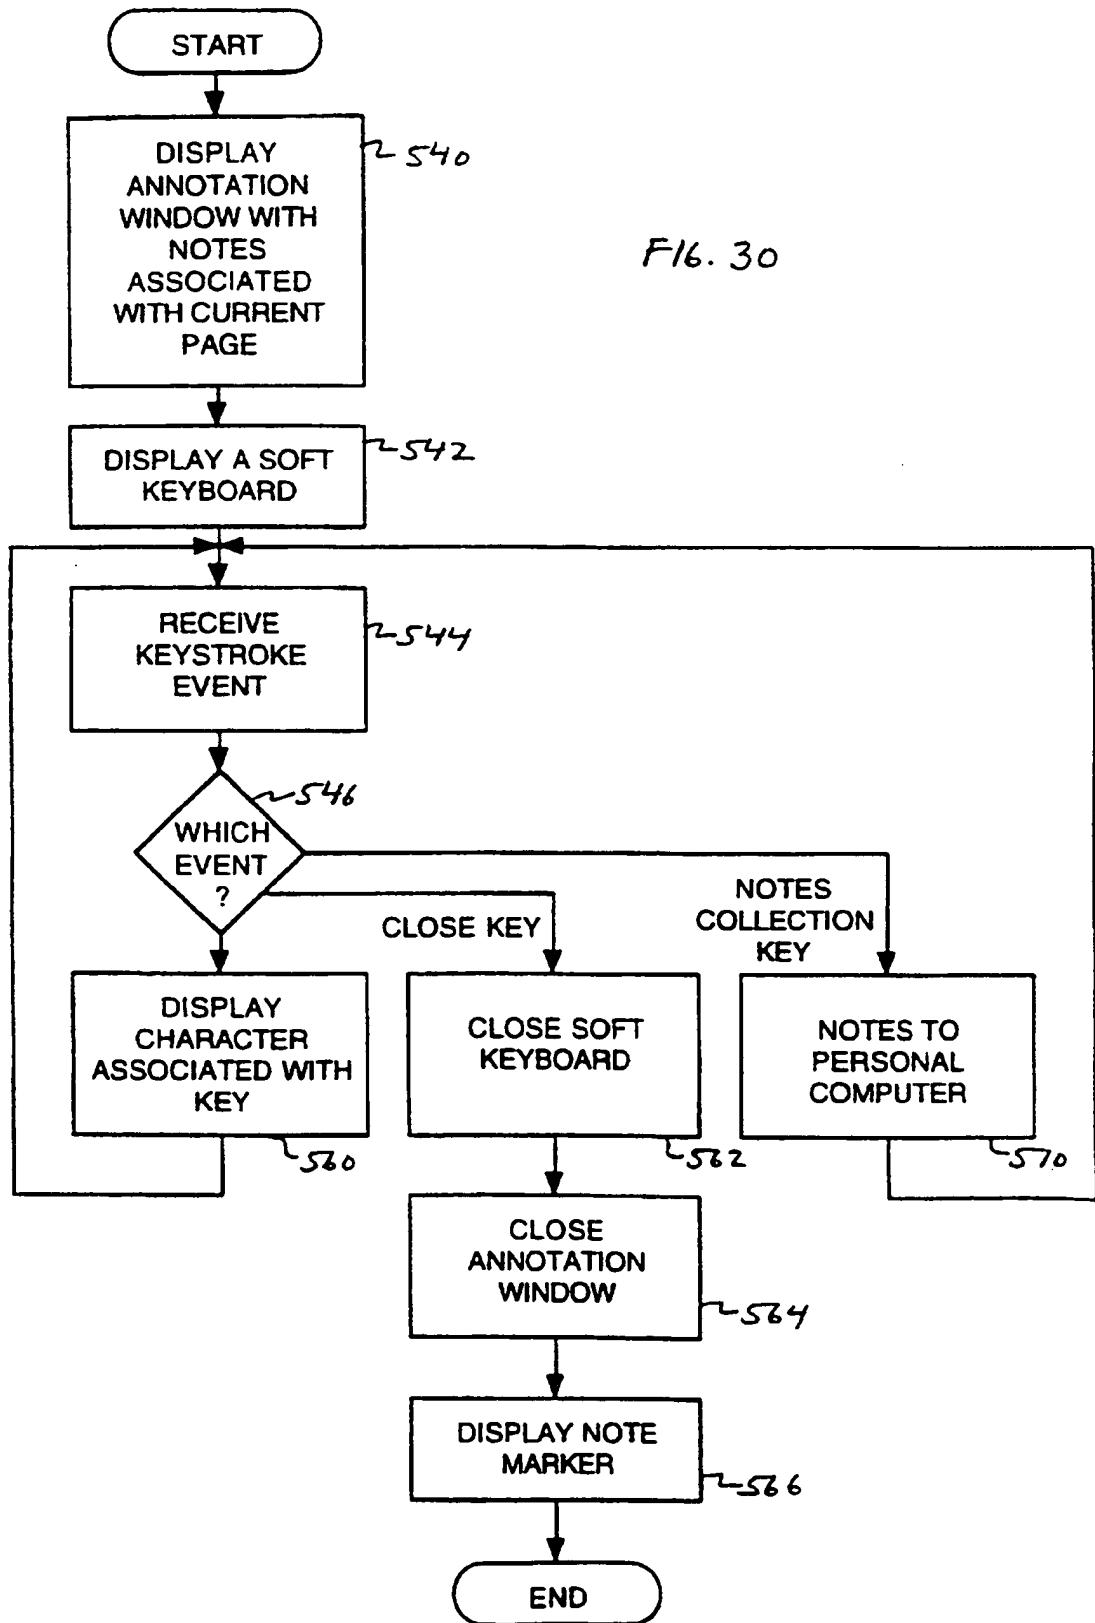 START
DISPLAY
ANNOTATION
WINDOW WITH
NOTES
ASSOCIATED
WITH CURRENT
PAGE
540
FIG. 30
DISPLAY A SOFT
KEYBOARD
542
RECEIVE
KEYSTROKE
EVENT
544
WHICH
EVENT
?
546
CLOSE KEY
NOTES
COLLECTION
KEY
DISPLAY
CHARACTER
ASSOCIATED WITH
KEY
560
CLOSE SOFT
KEYBOARD
562
NOTES TO
PERSONAL
COMPUTER
570
CLOSE
ANNOTATION
WINDOW
564
DISPLAY NOTE
MARKER
566
END